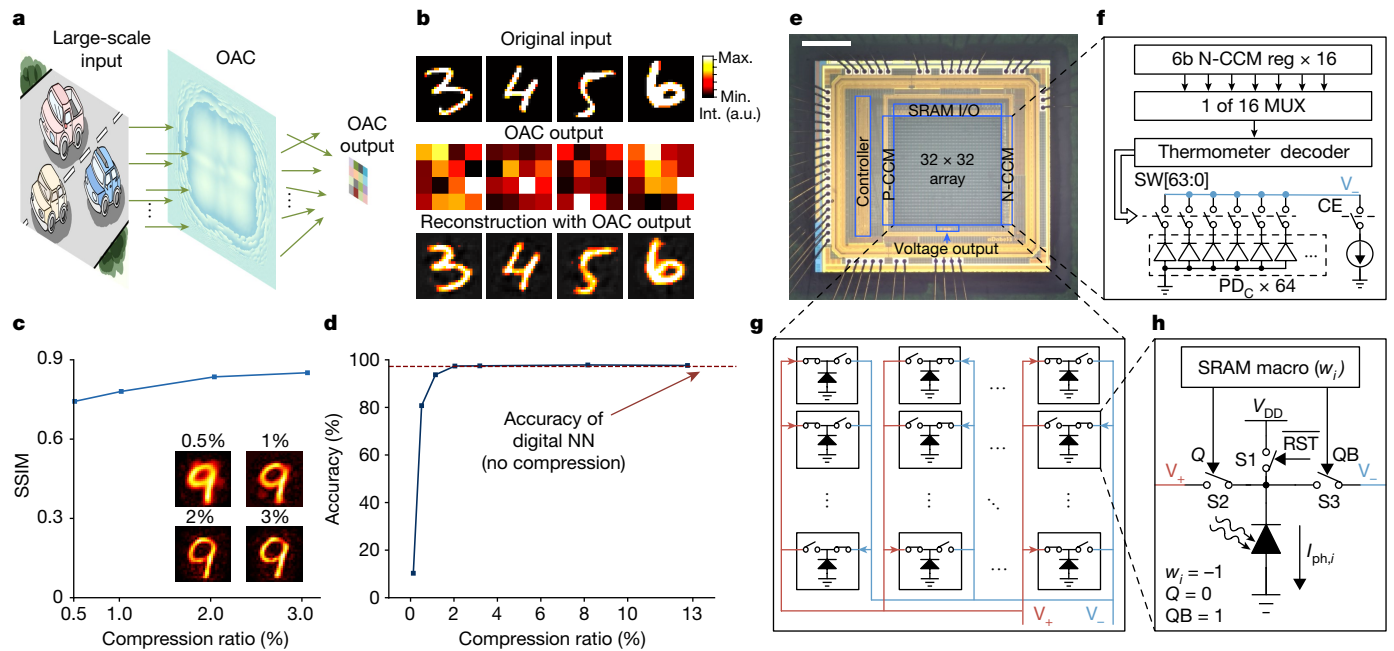 a
Large-scale
input
OAC
OAC
output
b
Original input
Max.
Min.
Int. (a.u.)
OAC output
Reconstruction with OAC output
c
0.9
0.6
0.3
0
SSIM
0.5%
1%
2%
3%
0.5
1.0
2.0
3.0
Compression ratio (%)
d
100
80
60
40
100
20
0
Accuracy (%)
Accuracy of
digital NN
(no compression)
0
2
4
6
8
10
13
Compression ratio (%)
e
SRAM I/O
Controller
P-CCM
32 × 32
array
N-CCM
Voltage output
f
6b N-CCM reg × 16
1 of 16 MUX
Thermometer decoder
SW[63:0]
V−
CE
...
PDC × 64
g
...
...
...
V+
V−
h
SRAM macro (wi)
VDD
RST
Q
S1
QB
V+
S2
S3
V−
Iph,i
wi = −1
Q = 0
QB = 1